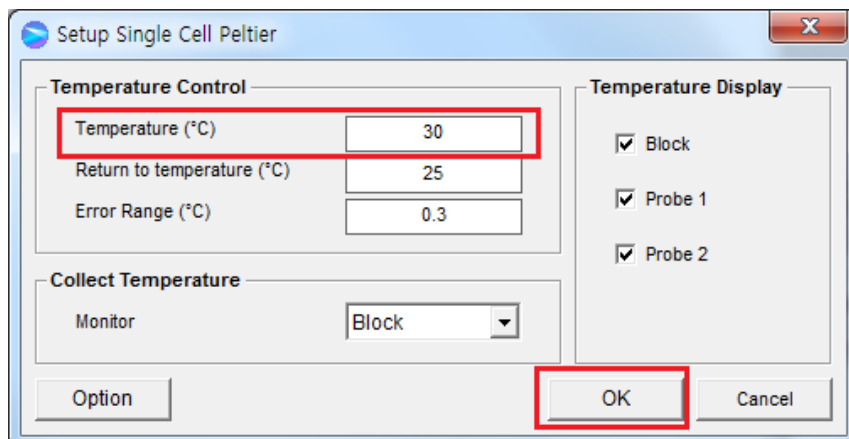 Setup Single Cell Peltier
Temperature Control
Temperature (°C) 30
Return to temperature (°C) 25
Error Range (°C) 0.3
Collect Temperature
Monitor Block
Temperature Display
Block
Probe 1
Probe 2
Option
OK
Cancel